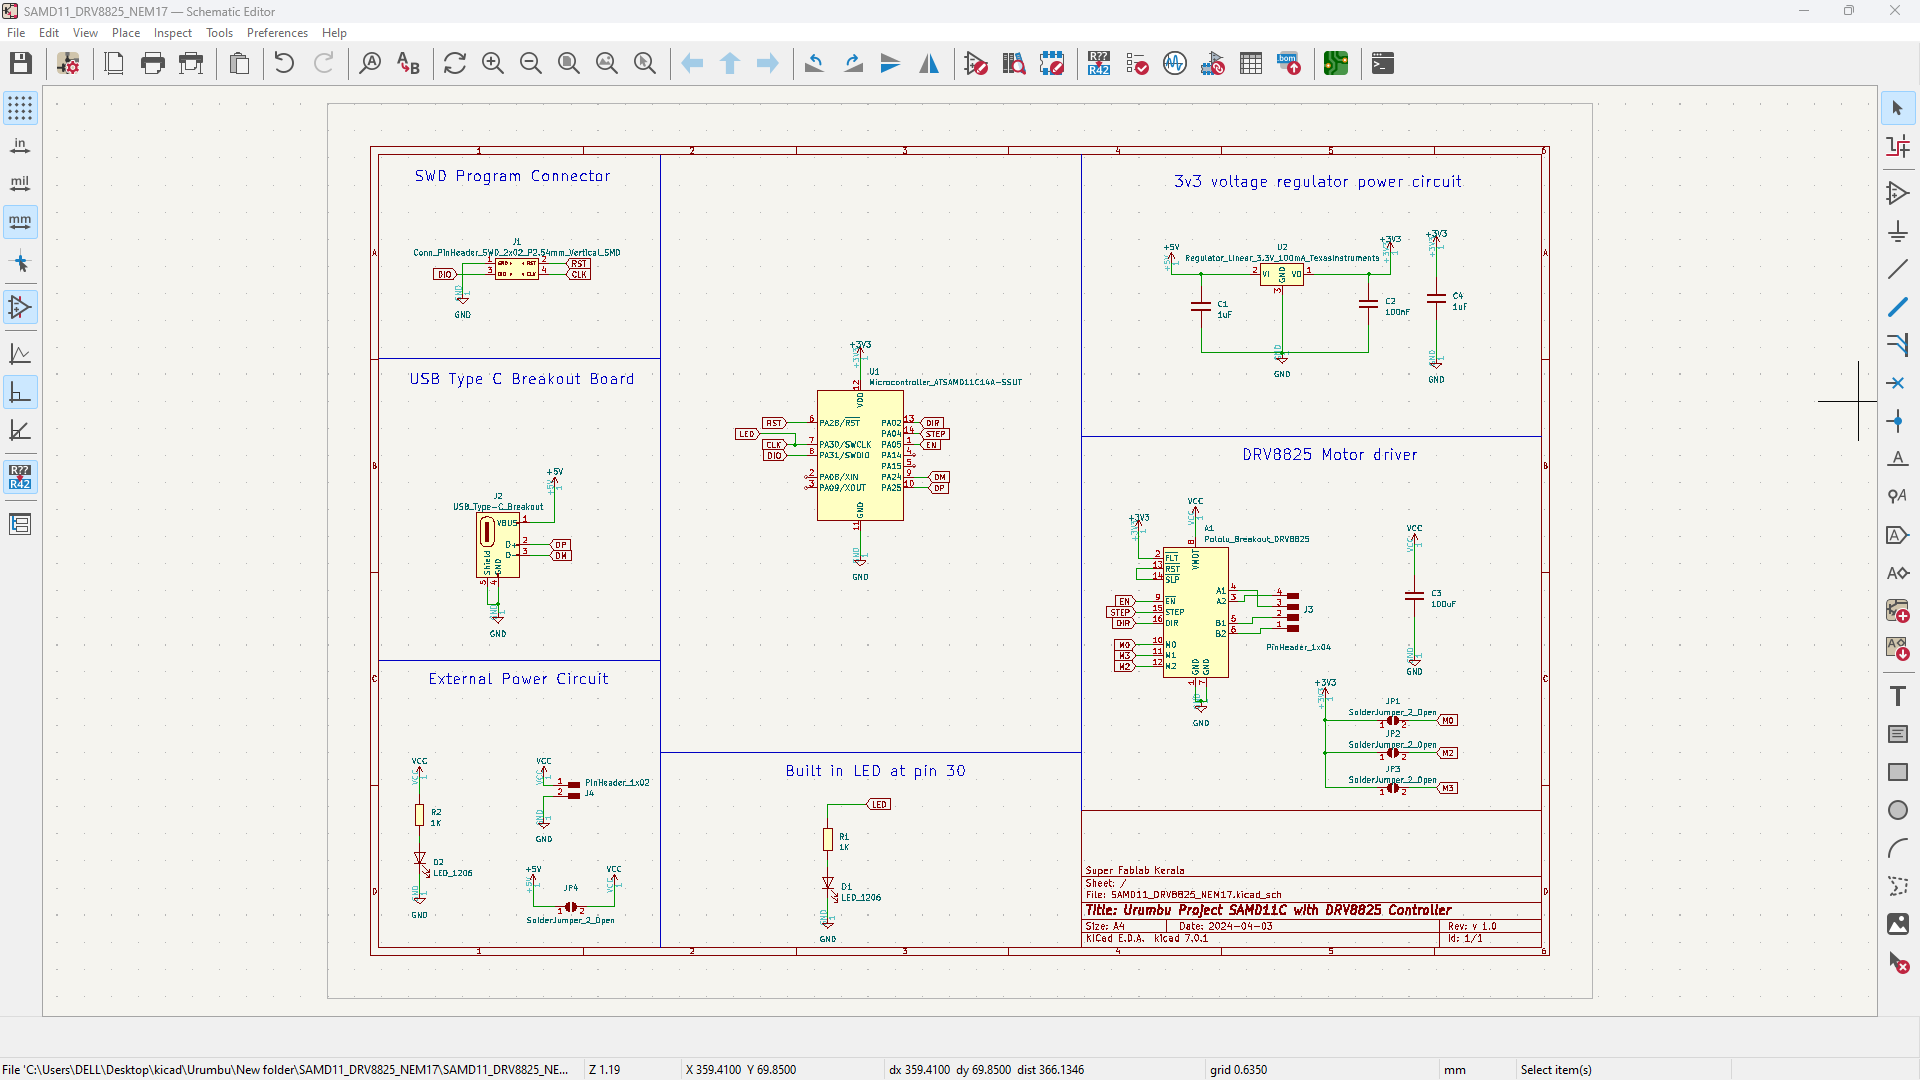 SAMD11_DRV8825_NEM17 — Schematic Editor
File Edit View Place Inspect Tools Preferences Help
in
mil
mm
R??
R42
SWD Program Connector
J1
Conn_PinHeader_SWD_2x02_P2.54mm_Vertical_SMD
DIO
RST
CLK
GND
USB Type C Breakout Board
+5V
J2
USB_Type-C_Breakout
VBUS
D+
D-
Shield
GND
DP
DM
GND
External Power Circuit
VCC
R2
1K
D2
LED_1206
GND
VCC
PinHeader_1x02
J4
GND
+5V
VCC
JP4
SolderJumper_2_Open
+3V3
U1
Microcontroller_ATSAMD11C14A-SSUT
VDD
RST
LED
CLK
DIO
PA28/RST
PA30/SWCLK
PA31/SWDIO
PA08/XIN
PA09/XOUT
PA02
PA04
PA05
PA14
PA15
PA24
PA25
DIR
STEP
EN
DM
DP
GND
GND
Built in LED at pin 30
LED
R1
1K
D1
LED_1206
GND
3v3 voltage regulator power circuit
+5V
U2
Regulator_Linear_3.3V_100mA_TexasInstruments
VI
GND
VO
+3V3
+3V3
C1
1uF
C2
100nF
C4
1uF
GND
GND
DRV8825 Motor driver
VCC
+3V3
A1
Pololu_Breakout_DRV8825
FLT
RST
SLP
EN
STEP
DIR
M0
M1
M2
VMOT
A1
A2
B1
B2
GND
GND
EN
STEP
DIR
M0
M3
M2
J3
PinHeader_1x04
GND
VCC
C3
100uF
GND
+3V3
JP1
SolderJumper_2_Open
M0
JP2
SolderJumper_2_Open
M2
JP3
SolderJumper_2_Open
M3
Super Fablab Kerala
Sheet: /
File: SAMD11_DRV8825_NEM17.kicad_sch
Title: Urumbu Project SAMD11C with DRV8825 Controller
Size: A4 Date: 2024-04-03 Rev: v 1.0
KiCad E.D.A. kicad 7.0.1 Id: 1/1
File 'C:\Users\DELL\Desktop\kicad\Urumbu\New folder\SAMD11_DRV8825_NEM17\SAMD11_DRV8825_NE... Z 1.19 X 359.4100 Y 69.8500 dx 359.4100 dy 69.8500 dist 366.1346 grid 0.6350 mm Select item(s)